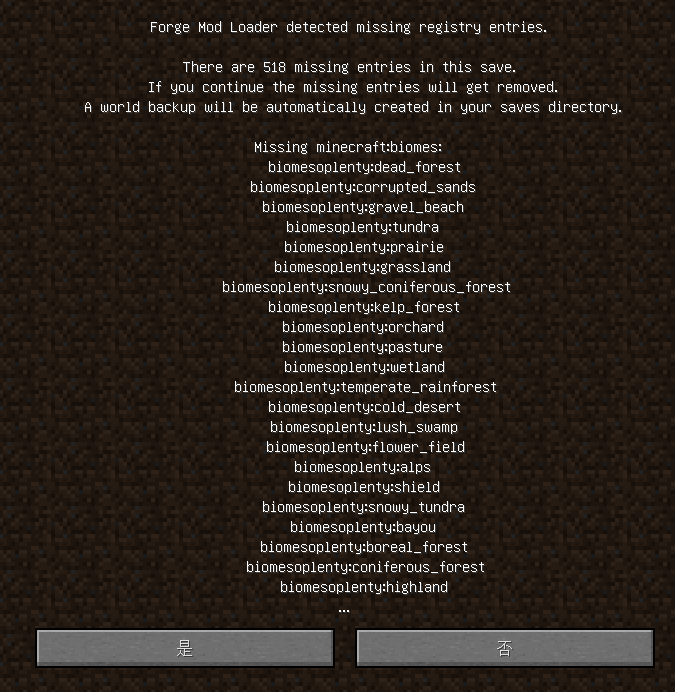 Forge Mod Loader detected missing registry entries.
There are 518 missing entries in this save.
If you continue the missing entries will get removed.
A world backup will be automatically created in your saves directory.
Missing minecraft:biomes:
biomesoplenty:dead_forest
biomesoplenty:corrupted_sands
biomesoplenty:gravel_beach
biomesoplenty:tundra
biomesoplenty:prairie
biomesoplenty:grassland
biomesoplenty:snowy_coniferous_forest
biomesoplenty:kelp_forest
biomesoplenty:orchard
biomesoplenty:pasture
biomesoplenty:wetland
biomesoplenty:temperate_rainforest
biomesoplenty:cold_desert
biomesoplenty:lush_swamp
biomesoplenty:flower_field
biomesoplenty:alps
biomesoplenty:shield
biomesoplenty:snowy_tundra
biomesoplenty:bayou
biomesoplenty:boreal_forest
biomesoplenty:coniferous_forest
biomesoplenty:highland
...
是
否